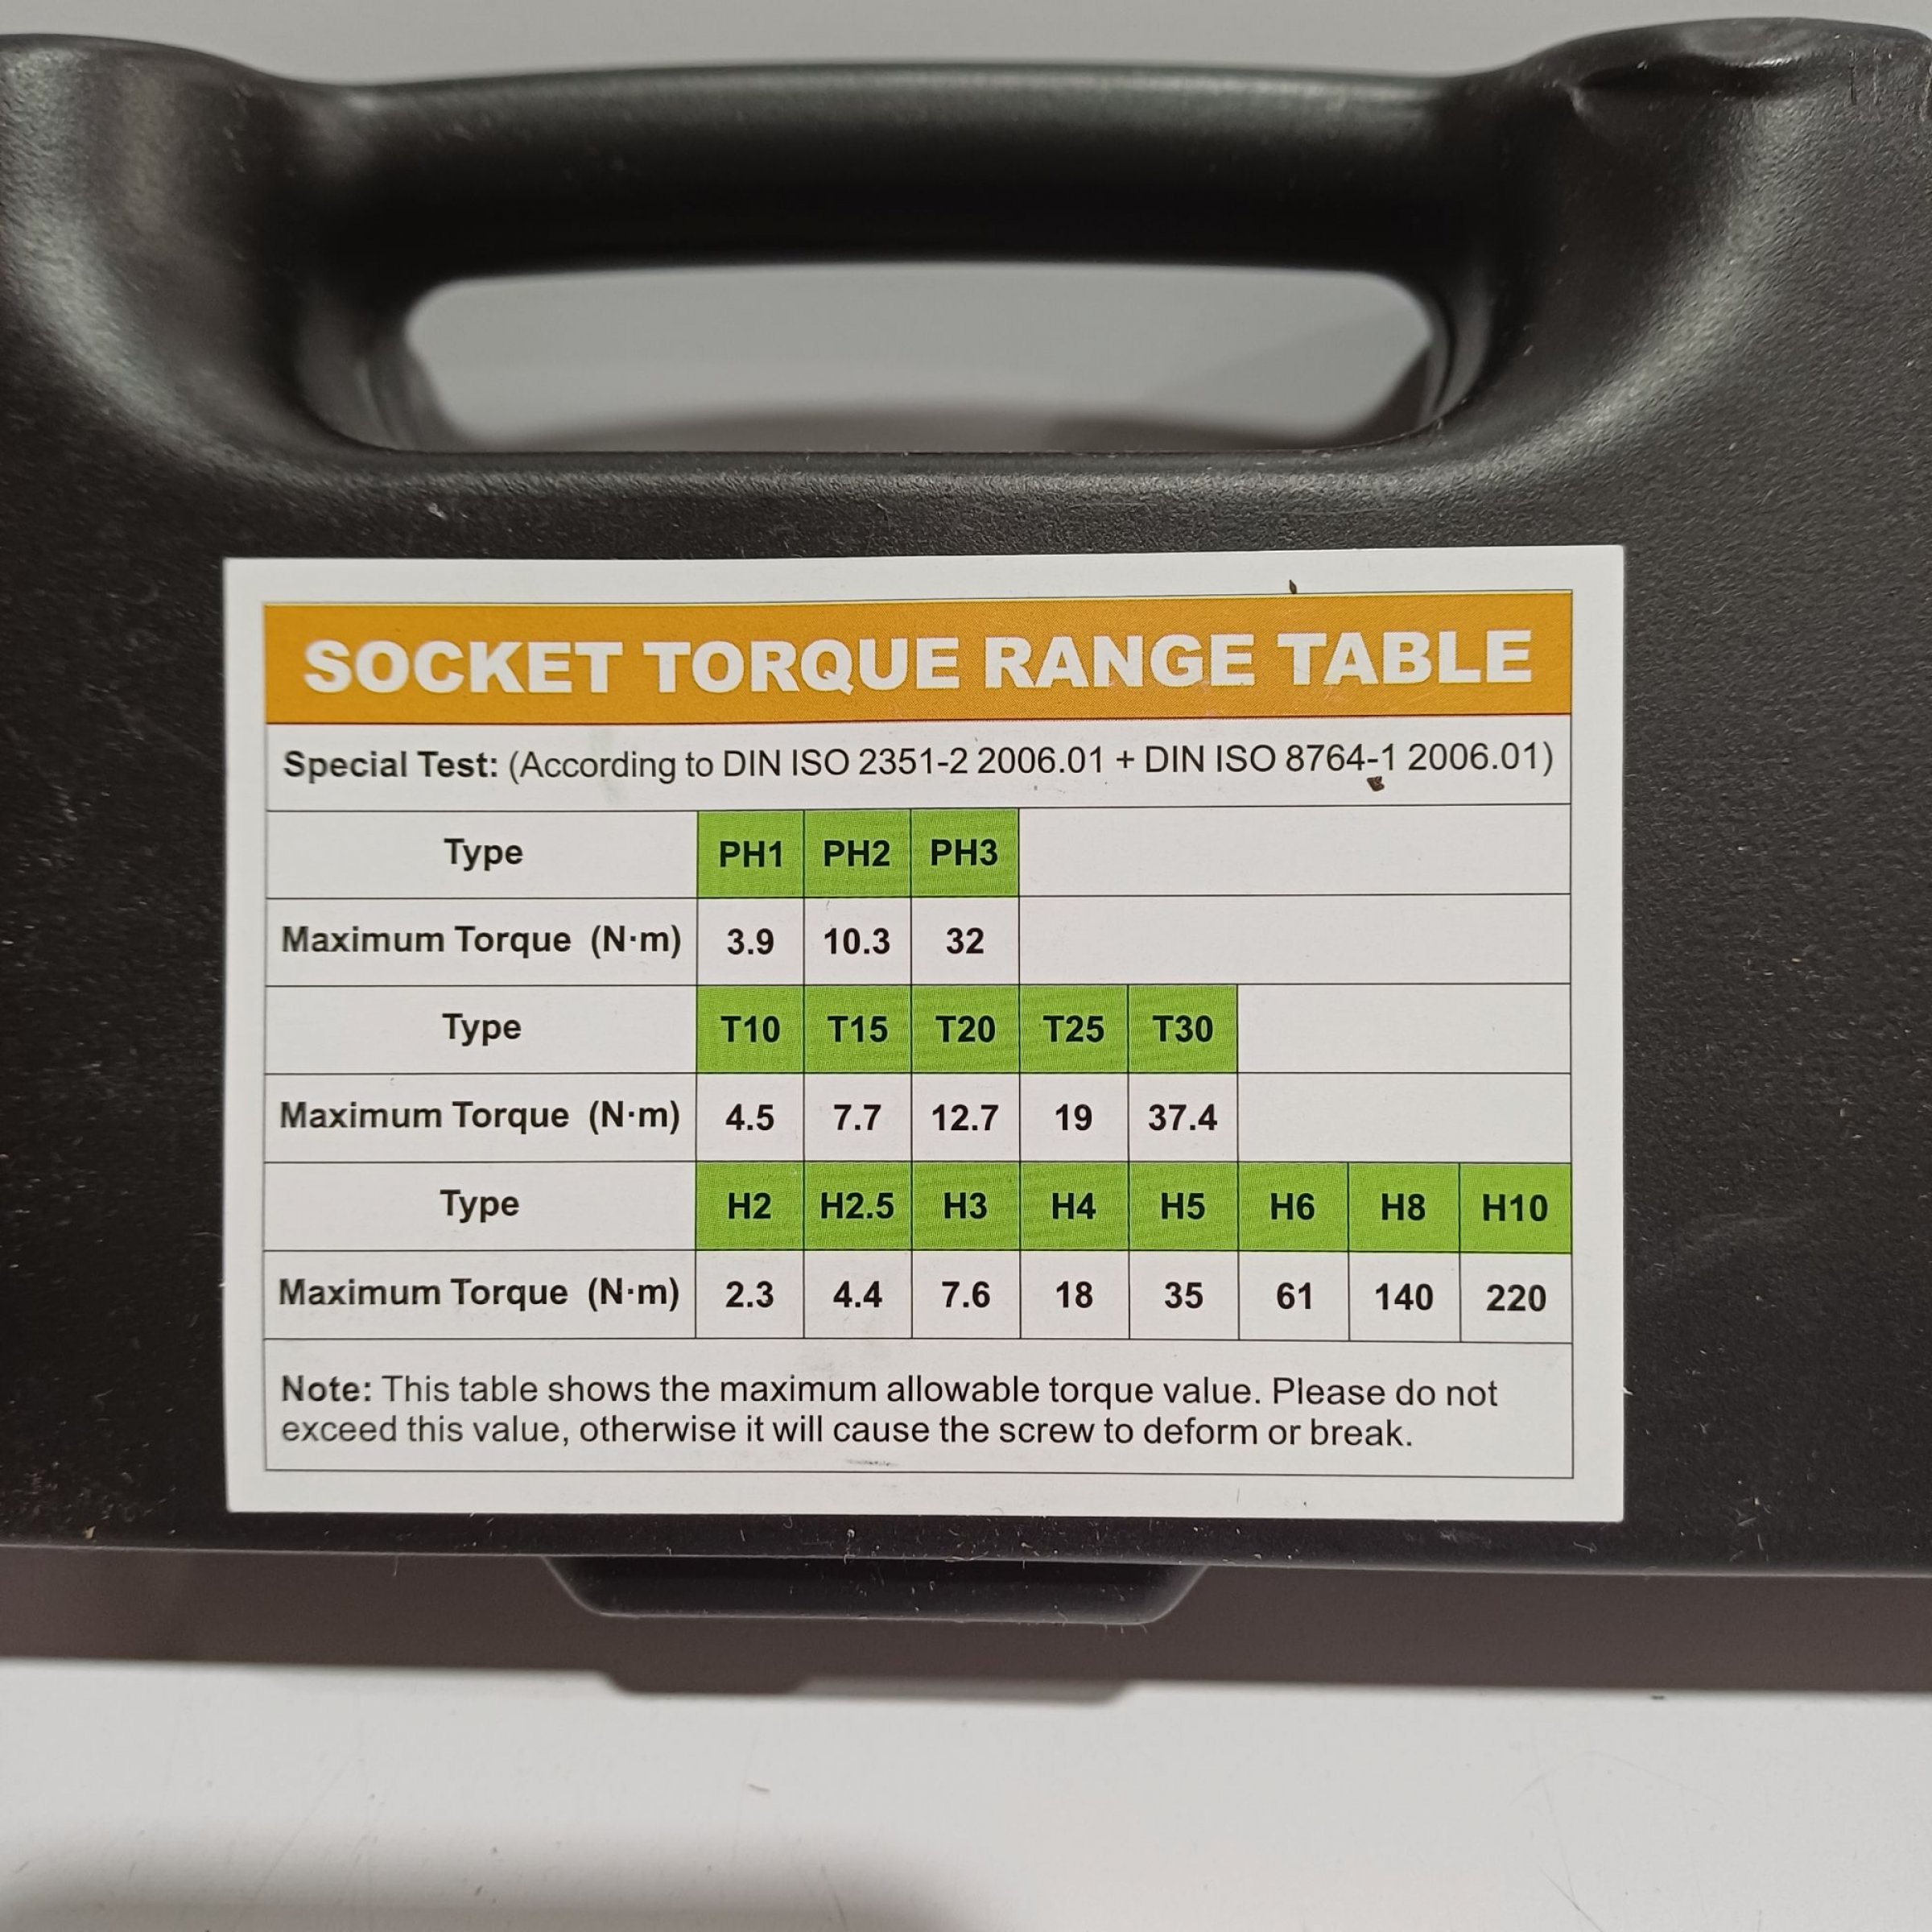 SOCKET TORQUE RANGE TABLE
Special Test: (According to DIN ISO 2351-2 2006.01 + DIN ISO 8764-1 2006.01)
Type PH1 PH2 PH3
Maximum Torque (N·m) 3.9 10.3 32
Type T10 T15 T20 T25 T30
Maximum Torque (N·m) 4.5 7.7 12.7 19 37.4
Type H2 H2.5 H3 H4 H5 H6 H8 H10
Maximum Torque (N·m) 2.3 4.4 7.6 18 35 61 140 220
Note: This table shows the maximum allowable torque value. Please do not
exceed this value, otherwise it will cause the screw to deform or break.